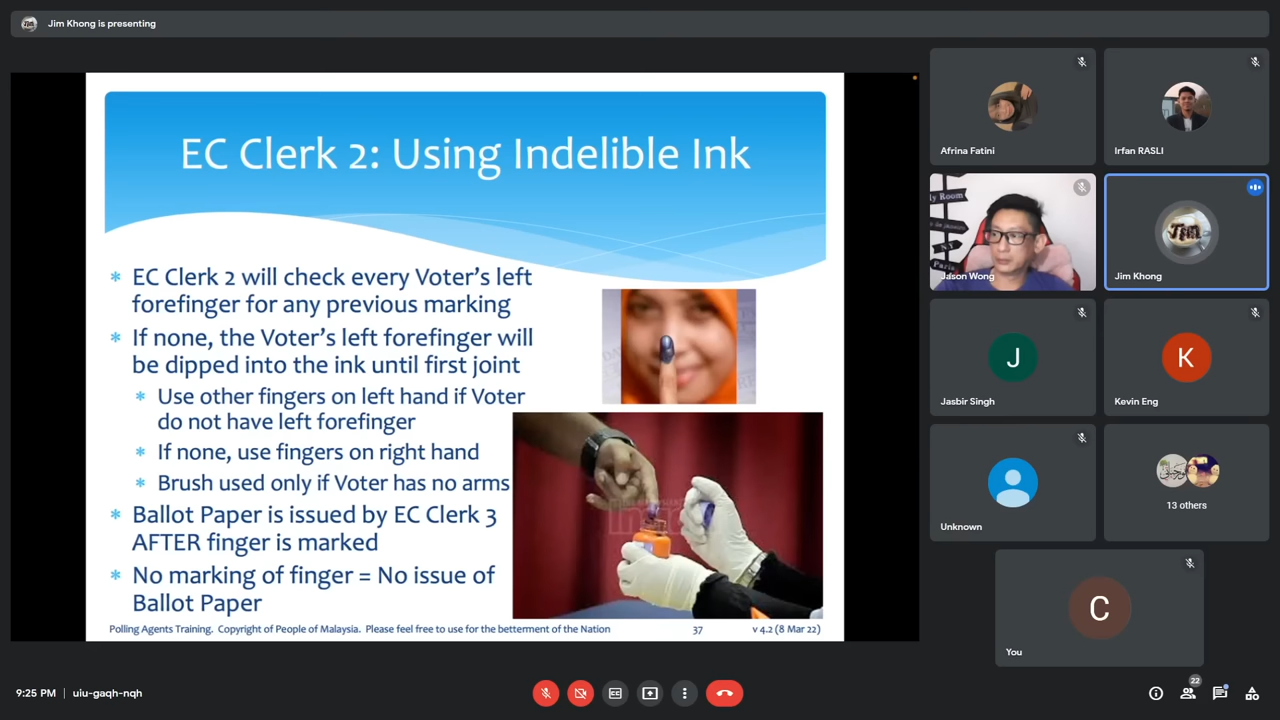 Jim Khong is presenting
EC Clerk 2: Using Indelible Ink
* EC Clerk 2 will check every Voter's left
forefinger for any previous marking
* If none, the Voter's left forefinger will
be dipped into the ink until first joint
* Use other fingers on left hand if Voter
do not have left forefinger
* If none, use fingers on right hand
* Brush used only if Voter has no arms
* Ballot Paper is issued by EC Clerk 3
AFTER finger is marked
* No marking of finger = No issue of
Ballot Paper
Polling Agents Training. Copyright of People of Malaysia. Please feel free to use for the betterment of the Nation 37 v 4.2 (8 Mar 22)
Afrina Fatini
Irfan RASLI
Jason Wong
Jim
Jim Khong
J
Jasbir Singh
K
Kevin Eng
Unknown
13 others
C
You
9:25 PM | uiu-gaqh-nqh
22